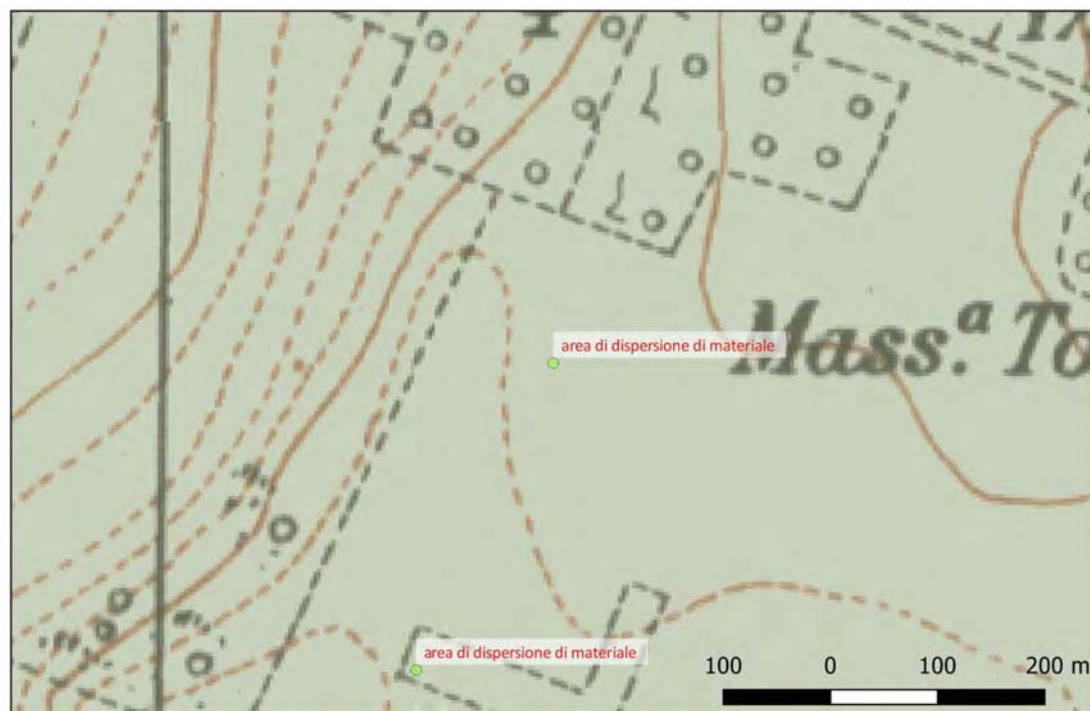 area di dispersione di materiale
Mass.ª To
area di dispersione di materiale
100 0 100 200 m